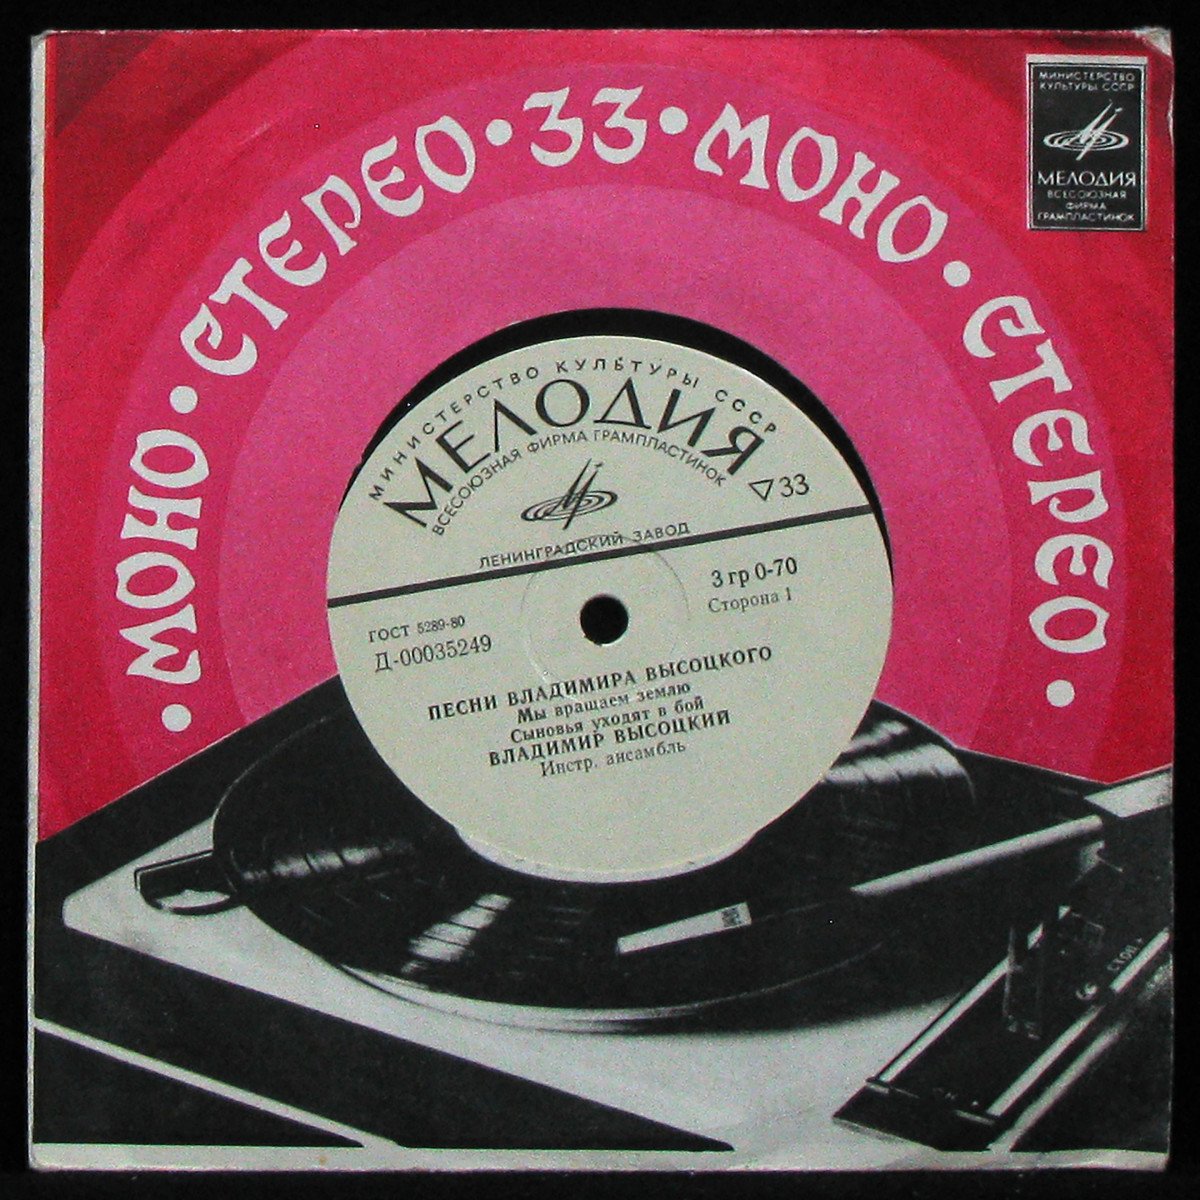 • МОНО • СТЕРЕО • 33 • МОНО • СТЕРЕО •
МИНИСТЕРСТВО
КУЛЬТУРЫ СССР
МЕЛОДИЯ
ВСЕСОЮЗНАЯ
ФИРМА
ГРАМПЛАСТИНОК
МИНИСТЕРСТВО КУЛЬТУРЫ СССР
МЕЛОДИЯ
ВСЕСОЮЗНАЯ ФИРМА ГРАМПЛАСТИНОК
▽33
ЛЕНИНГРАДСКИЙ ЗАВОД
3 гр 0-70
Сторона 1
ГОСТ 5289-80
Д-00035249
ПЕСНИ ВЛАДИМИРА ВЫСОЦКОГО
Мы вращаем землю
Сыновья уходят в бой
ВЛАДИМИР ВЫСОЦКИЙ
Инстр. ансамбль
СТОП